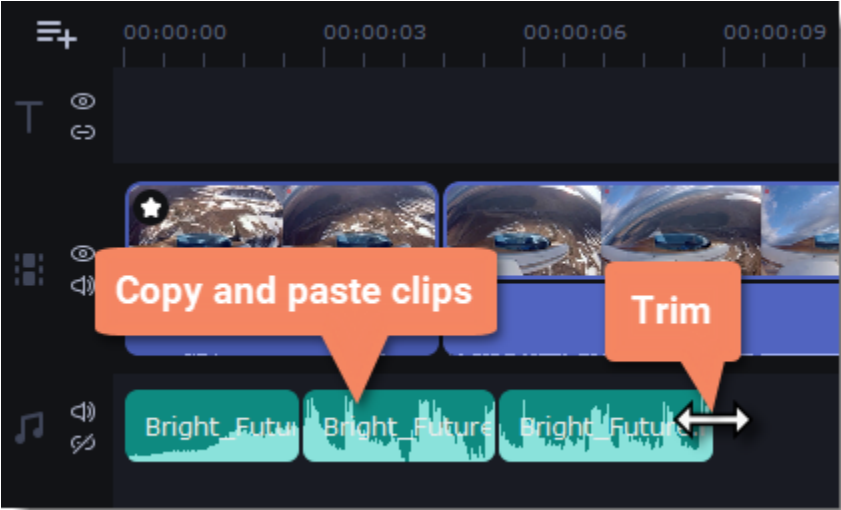 00:00:00 00:00:03 00:00:06 00:00:09
T
Copy and paste clips
Trim
Bright_Futur Bright_Future Bright_Future.